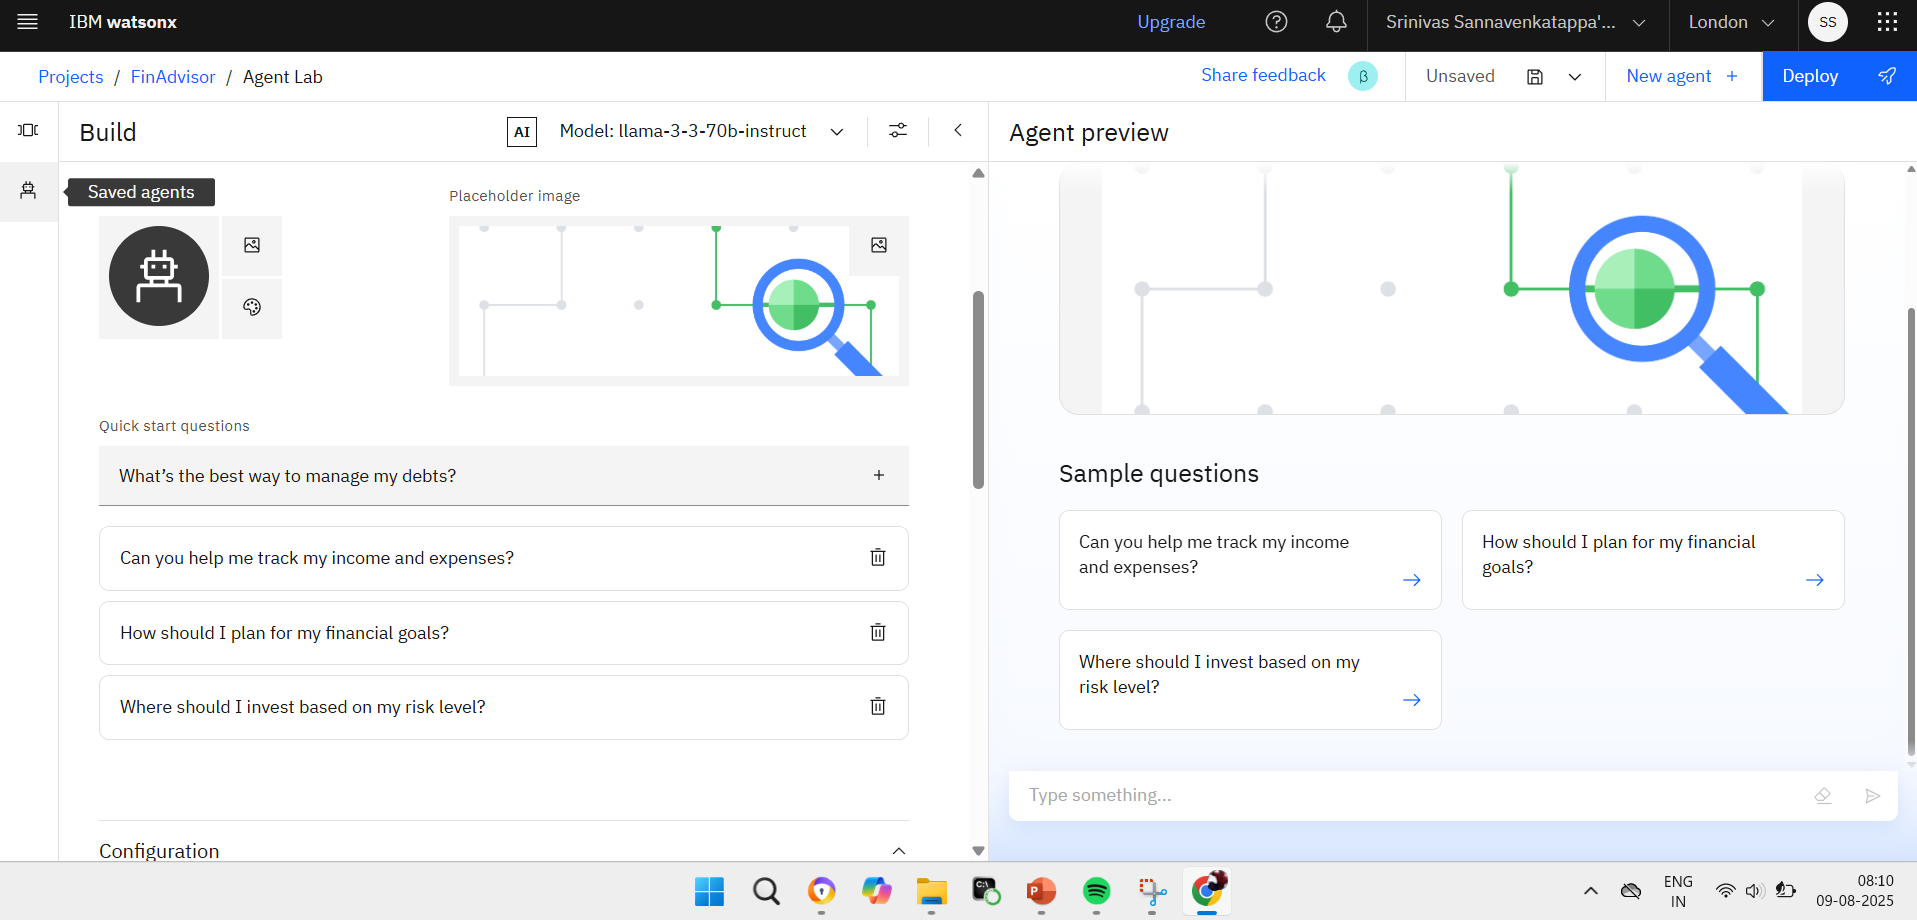 IBM watsonx
Upgrade
Srinivas Sannavenkatappa'...
London
SS
Projects / FinAdvisor / Agent Lab
Share feedback
β
Unsaved
New agent +
Deploy
Build
AI
Model: llama-3-3-70b-instruct
Agent preview
Saved agents
Placeholder image
Quick start questions
What's the best way to manage my debts?
Can you help me track my income and expenses?
How should I plan for my financial goals?
Where should I invest based on my risk level?
Configuration
Sample questions
Can you help me track my income
and expenses?
How should I plan for my financial
goals?
Where should I invest based on my
risk level?
Type something...
C:\
P
ENG
IN
08:10
09-08-2025